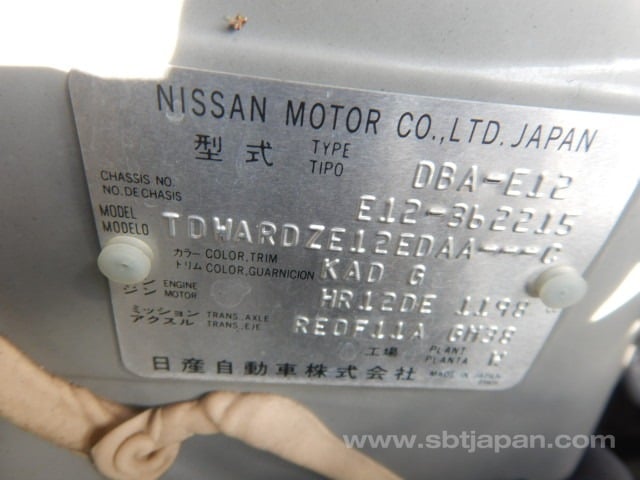 NISSAN MOTOR CO.,LTD. JAPAN
型式 TYPE TIPO DBA-E12
CHASSIS NO. NO. DE CHASIS E12-362215
MODEL MODELO TDWARDZE12EDAA---C
カラー トリム COLOR, TRIM COLOR, GUARNICION KAD G
ENGINE MOTOR HR12DE 1198
ミッション アクスル TRANS. AXLE TRANS. EJE RE0F11A GH38
工場 PLANT PLANTA
日産自動車株式会社 MADE IN JAPAN
www.sbtjapan.com